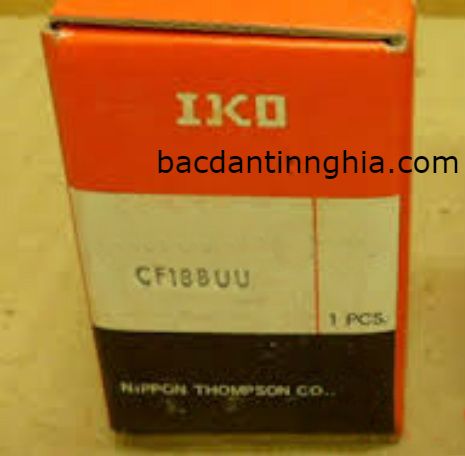 IKO
bacdantinnghia.com
CF18BUU
1 PCS.
NIPPON THOMPSON CO..